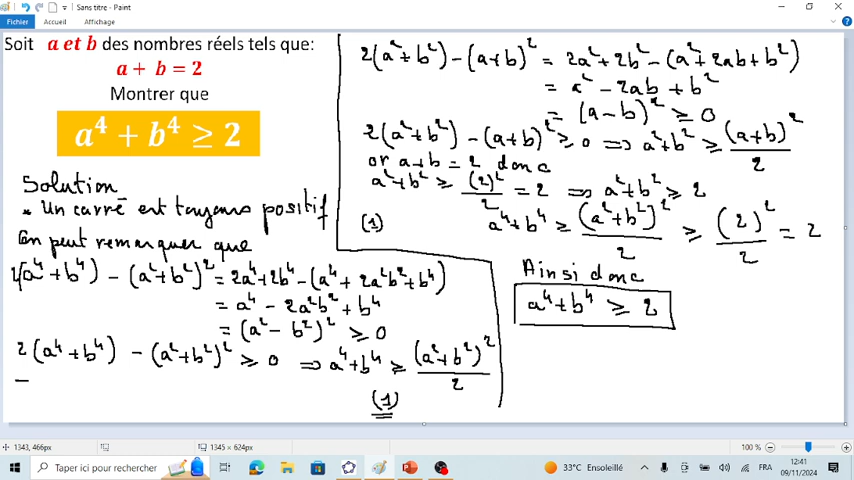 Sans titre - Paint
Fichier Accueil Affichage
Soit a et b des nombres réels tels que:
a + b = 2
Montrer que
a⁴ + b⁴ ≥ 2
Solution
• Un carré est toujours positif
On peut remarquer que
2(a⁴+b⁴) - (a²+b²)² = 2a⁴+2b⁴ - (a⁴ + 2a²b² + b⁴)
= a⁴ - 2a²b² + b⁴
= (a² - b²)² ≥ 0
2(a⁴+b⁴) - (a²+b²)² ≥ 0 ⟹ a⁴+b⁴ ≥ (a²+b²)²/2
(1)
2(a²+b²) - (a+b)² = 2a²+2b² - (a²+2ab+b²)
= a² - 2ab + b²
= (a-b)² ≥ 0
2(a²+b²) - (a+b)² ≥ 0 ⟹ a²+b² ≥ (a+b)²/2
or a+b = 2 donc
a²+b² ≥ (2)²/2 = 2 ⟹ a²+b² ≥ 2
(1) a⁴+b⁴ ≥ (a²+b²)²/2 ≥ (2)²/2 = 2
Ainsi donc
a⁴+b⁴ ≥ 2
1343, 466px 1345 × 624px 100 %
Taper ici pour rechercher 33°C Ensoleillé FRA 12:41
09/11/2024